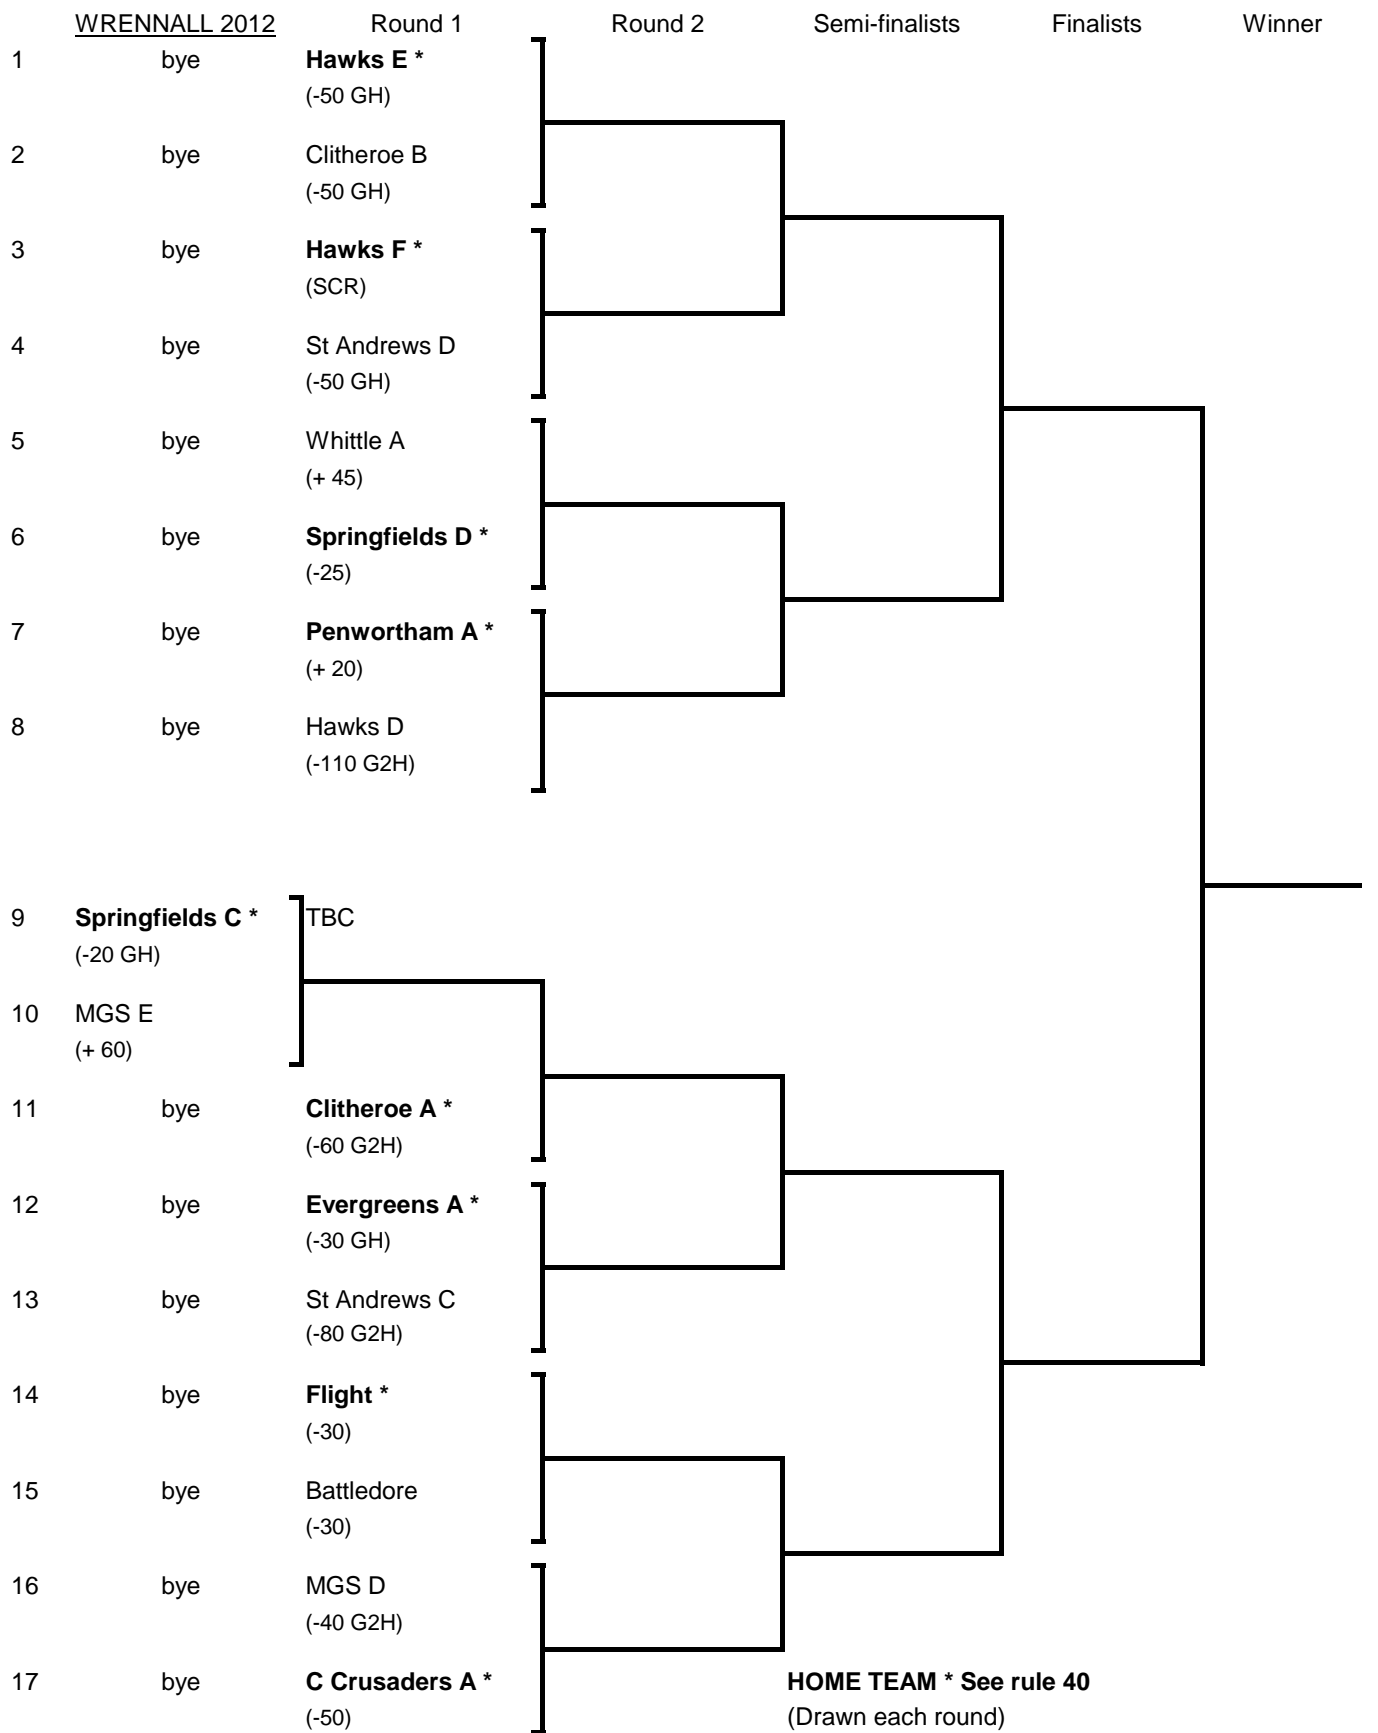 WRENNALL 2012 Round 1 Round 2 Semi-finalists Finalists Winner
1 bye Hawks E *
(-50 GH)
2 bye Clitheroe B
(-50 GH)
3 bye Hawks F *
(SCR)
4 bye St Andrews D
(-50 GH)
5 bye Whittle A
(+ 45)
6 bye Springfields D *
(-25)
7 bye Penwortham A *
(+ 20)
8 bye Hawks D
(-110 G2H)
9 Springfields C * TBC
(-20 GH)
10 MGS E
(+ 60)
11 bye Clitheroe A *
(-60 G2H)
12 bye Evergreens A *
(-30 GH)
13 bye St Andrews C
(-80 G2H)
14 bye Flight *
(-30)
15 bye Battledore
(-30)
16 bye MGS D
(-40 G2H)
17 bye C Crusaders A * HOME TEAM * See rule 40
(-50) (Drawn each round)